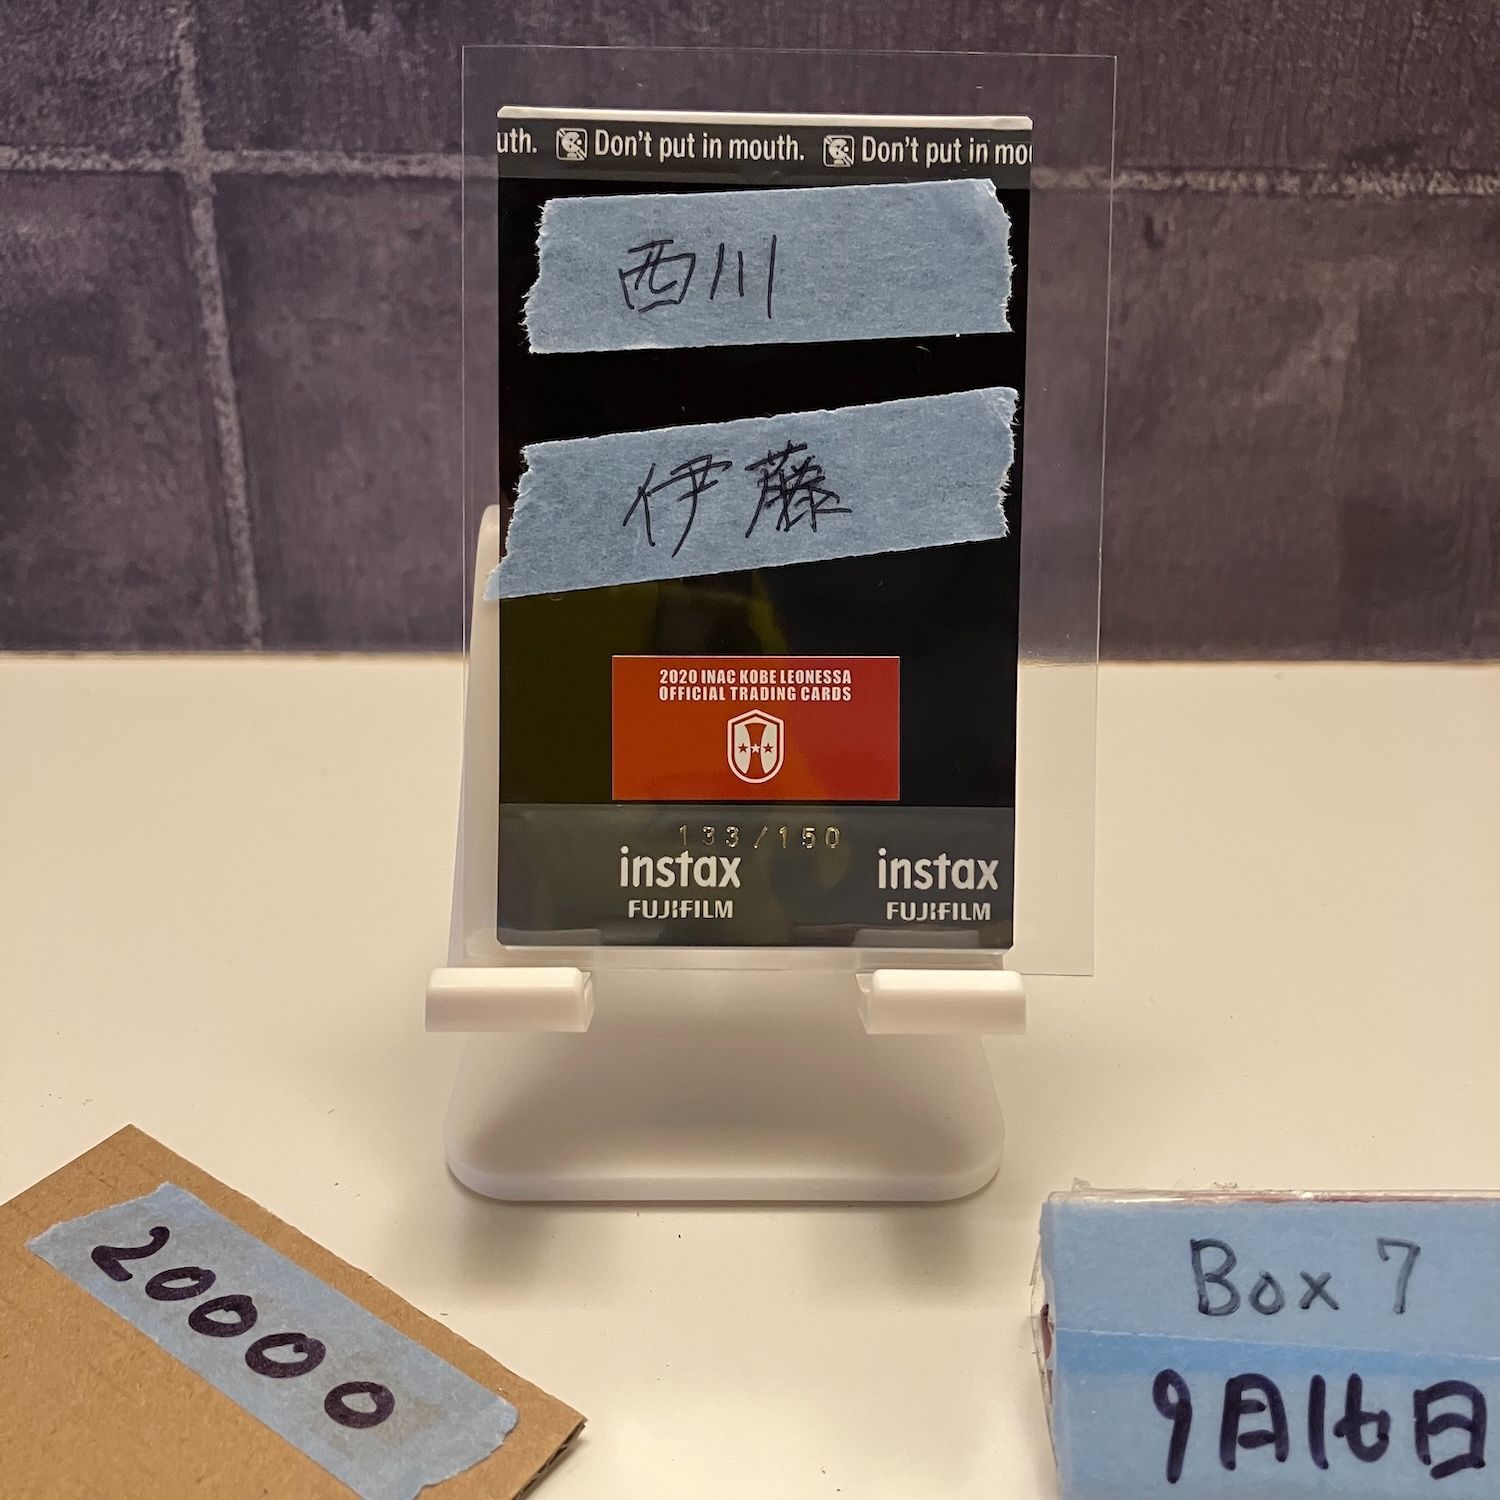 uth. Don't put in mouth. Don't put in mou
西川
伊藤
2020 INAC KOBE LEONESSA
OFFICIAL TRADING CARDS
133/150
instax instax
FUJIFILM FUJIFILM
20000
Box 7
9月16日